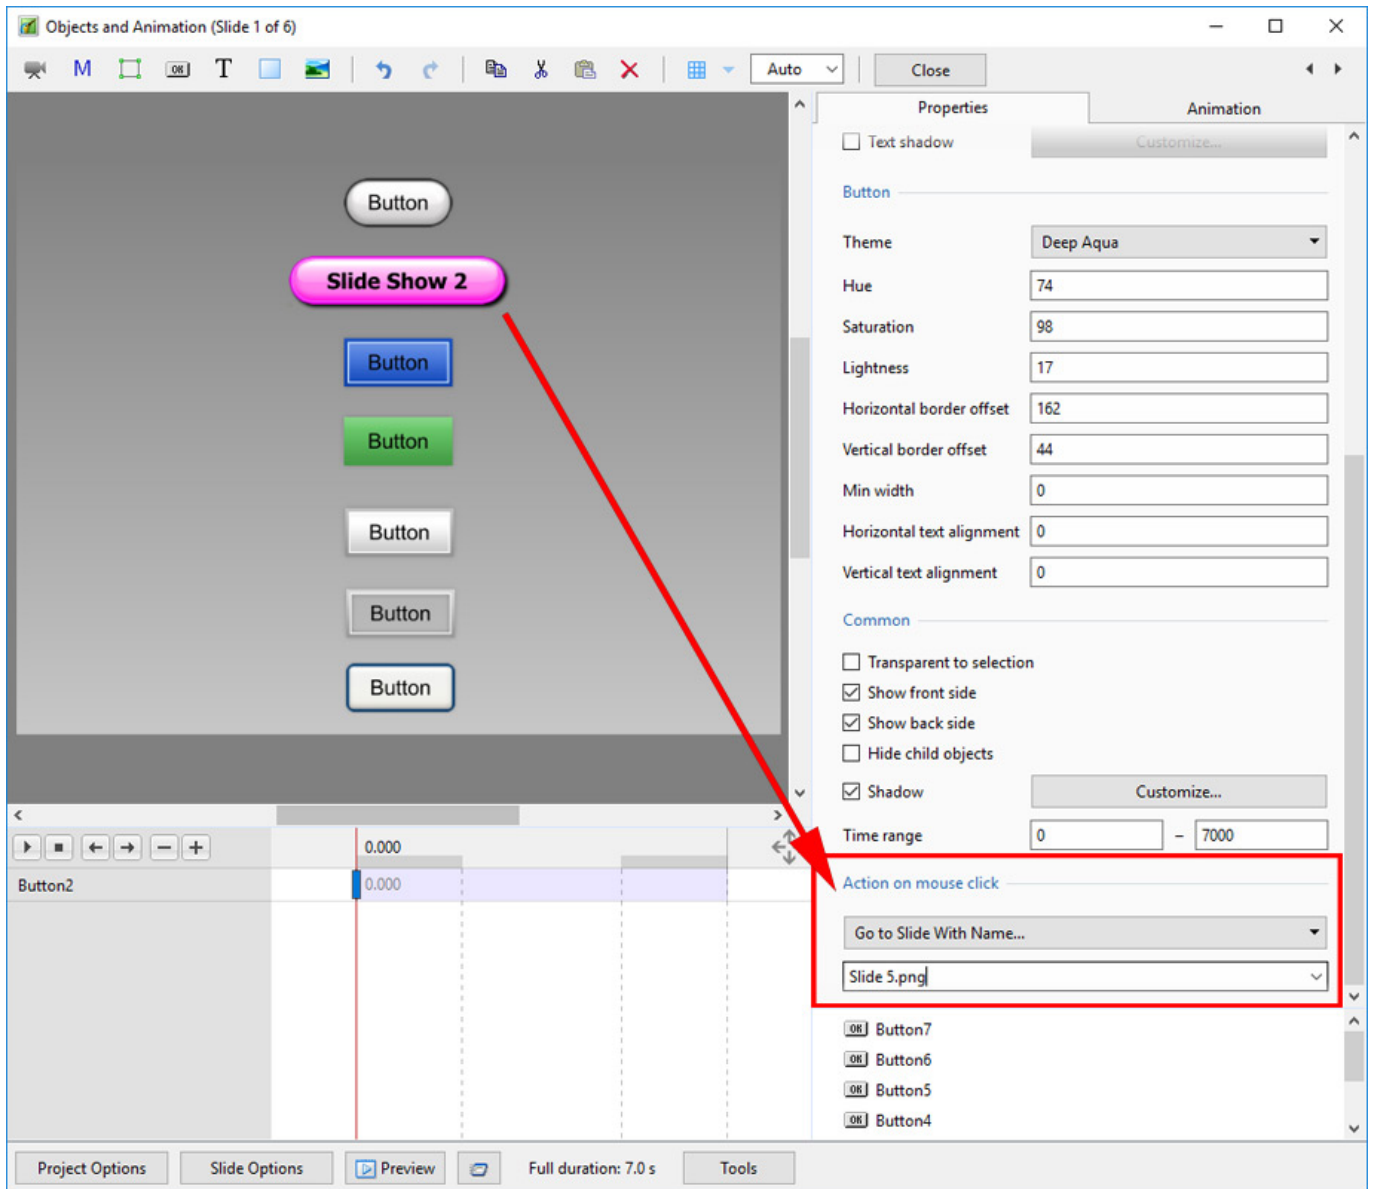 Objects and Animation (Slide 1 of 6)
M OK T Auto Close
Properties Animation
Text shadow Customize...
Button
Theme Deep Aqua
Hue 74
Saturation 98
Lightness 17
Horizontal border offset 162
Vertical border offset 44
Min width 0
Horizontal text alignment 0
Vertical text alignment 0
Common
Transparent to selection
Show front side
Show back side
Hide child objects
Shadow Customize...
Time range 0 – 7000
Action on mouse click
Go to Slide With Name...
Slide 5.png
OK Button7
OK Button6
OK Button5
OK Button4
Button
Slide Show 2
Button
Button
Button
Button
Button
0.000
Button2 0.000
Project Options Slide Options Preview Full duration: 7.0 s Tools